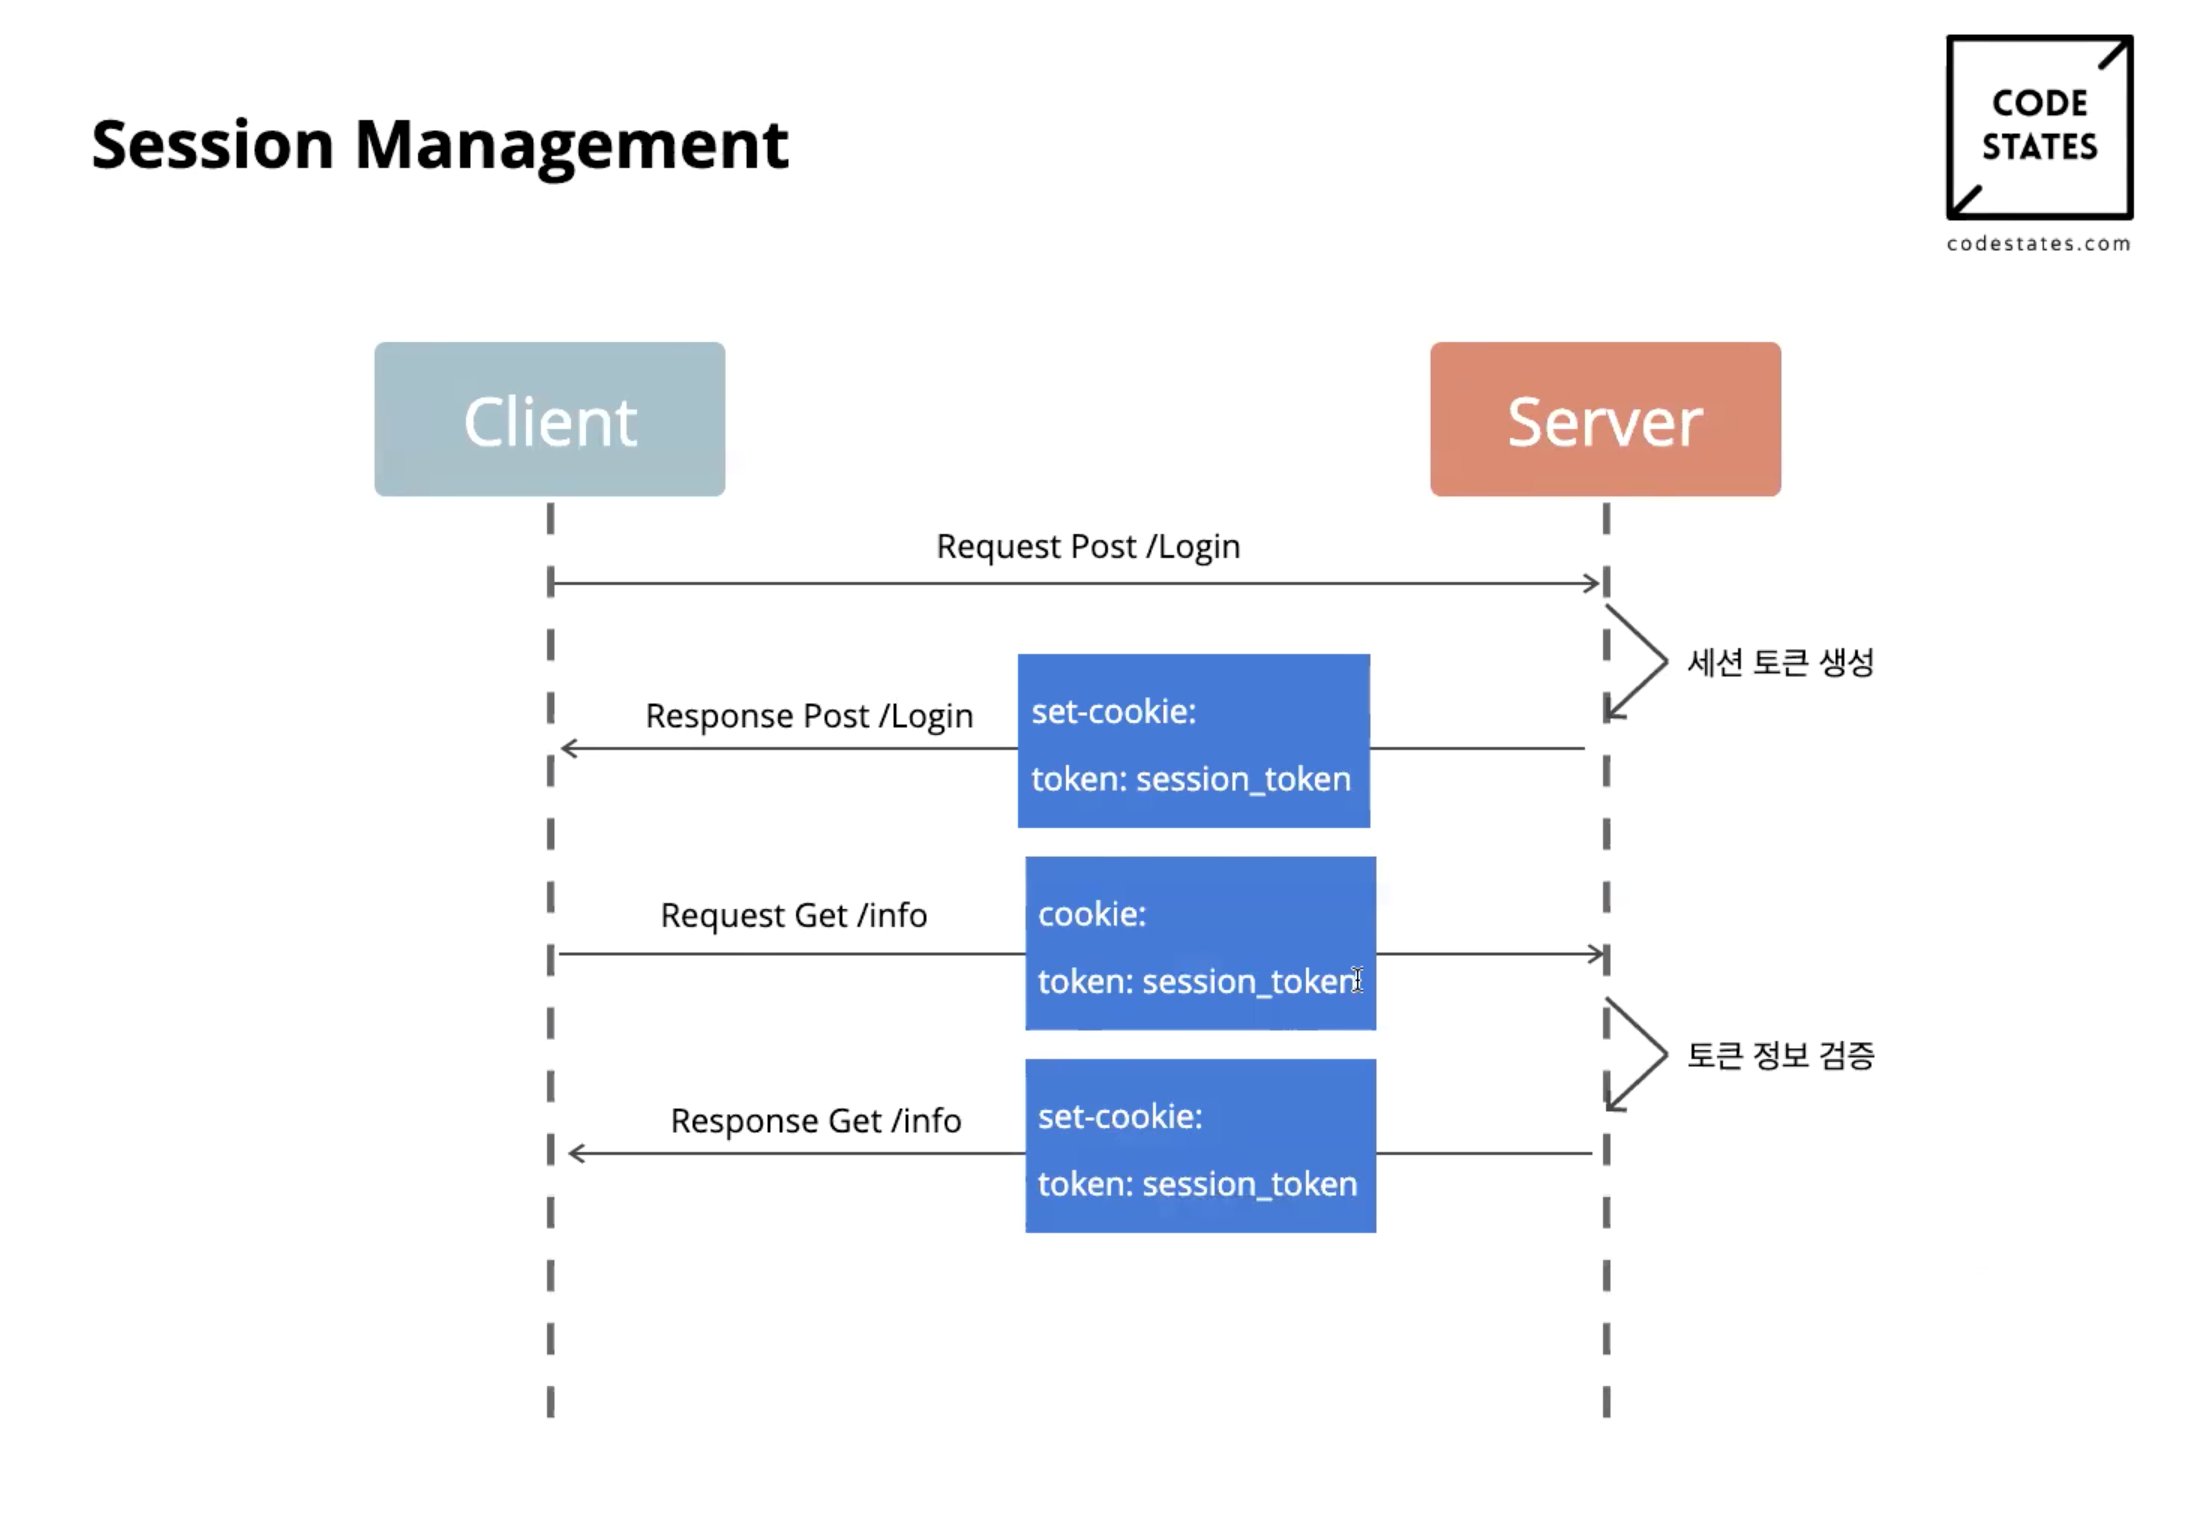 CODE
STATES
codestates.com
Session Management
Client
Server
Request Post /Login
세션 토큰 생성
Response Post /Login
set-cookie:
token: session_token
Request Get /info
cookie:
token: session_token
토큰 정보 검증
Response Get /info
set-cookie:
token: session_token